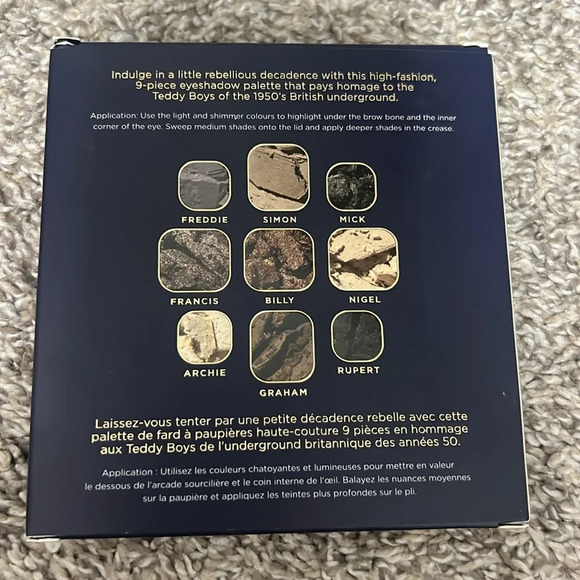 Indulge in a little rebellious decadence with this high-fashion,
9-piece eyeshadow palette that pays homage to the
Teddy Boys of the 1950's British underground.
Application: Use the light and shimmer colours to highlight under the brow bone and the inner
corner of the eye. Sweep medium shades onto the lid and apply deeper shades in the crease.
FREDDIE SIMON MICK
FRANCIS BILLY NIGEL
ARCHIE GRAHAM RUPERT
Laissez-vous tenter par une petite décadence rebelle avec cette
palette de fard à paupières haute-couture 9 pièces en hommage
aux Teddy Boys de l'underground britannique des années 50.
Application : Utilisez les couleurs chatoyantes et lumineuses pour mettre en valeur
le dessous de l'arcade sourcilière et le coin interne de l'œil. Balayez les nuances moyennes
sur la paupière et appliquez les teintes plus profondes sur le pli.